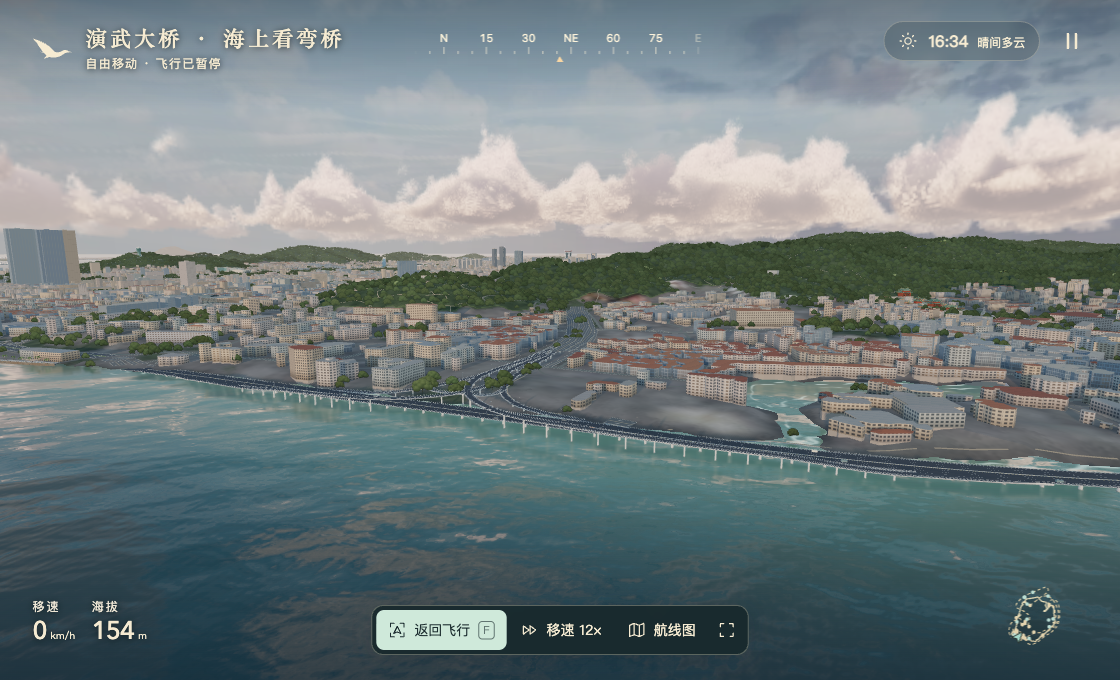 演武大桥 · 海上看弯桥
自由移动 · 飞行已暂停
N 15 30 NE 60 75 E
16:34 晴间多云
移速 海拔
0 km/h 154 m
返回飞行 F 移速 12x 航线图